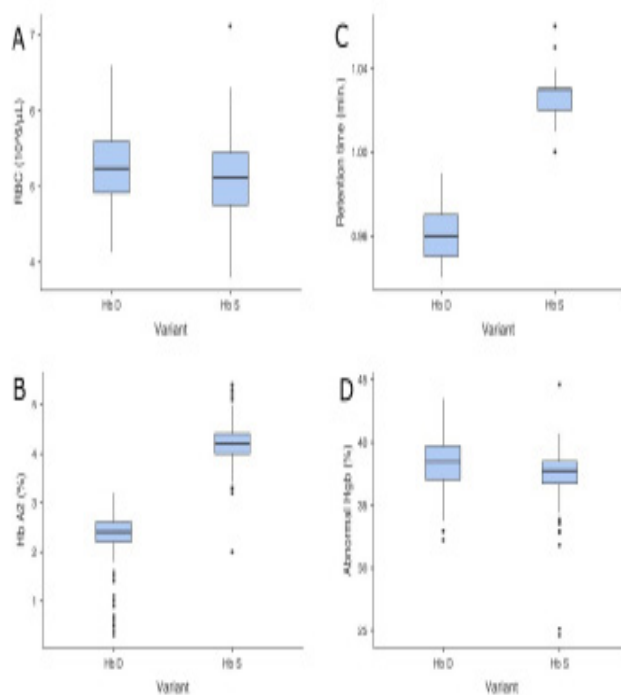 A
RBC (10^6/μL)
7
6
5
4
Hb D
Hb S
Variant
C
Retention time (min.)
1.04
1.00
0.96
Hb D
Hb S
Variant
B
Hb A2 (%)
5
4
3
2
1
Hb D
Hb S
Variant
D
Abnormal Hgb (%)
45
40
35
30
25
Hb D
Hb S
Variant